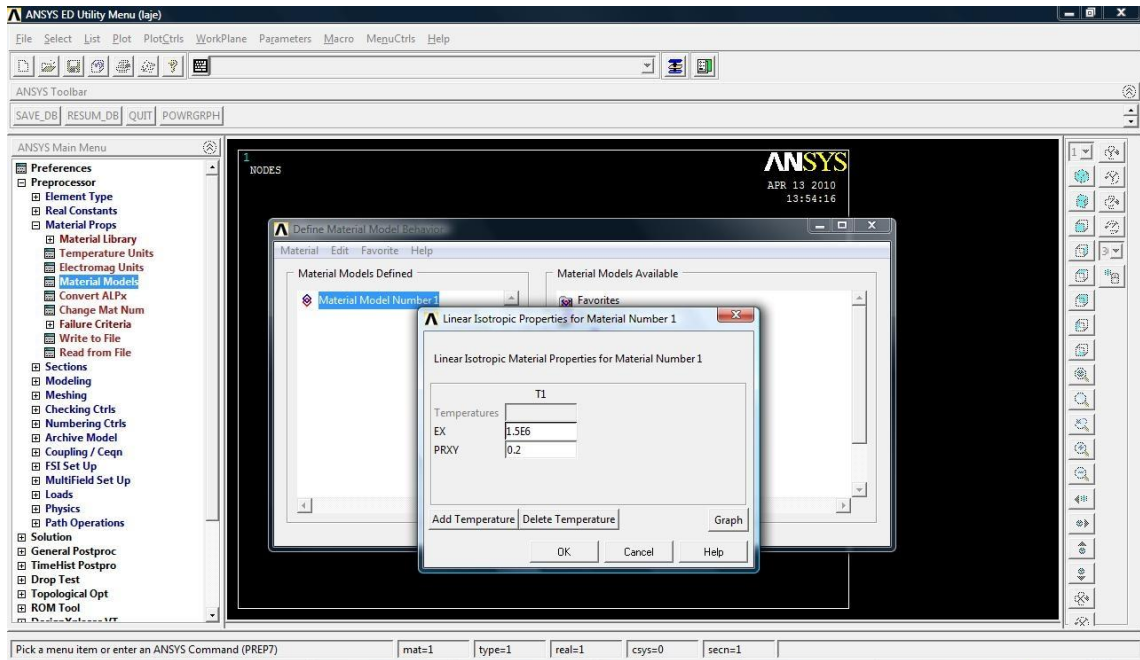 ANSYS ED Utility Menu (laje)
File Select List Plot PlotCtrls WorkPlane Parameters Macro MenuCtrls Help
ANSYS Toolbar
SAVE_DB RESUM_DB QUIT POWRGRPH
ANSYS Main Menu
Preferences
Preprocessor
Element Type
Real Constants
Material Props
Material Library
Temperature Units
Electromag Units
Material Models
Convert ALPx
Change Mat Num
Failure Criteria
Write to File
Read from File
Sections
Modeling
Meshing
Checking Ctrls
Numbering Ctrls
Archive Model
Coupling / Ceqn
FSI Set Up
MultiField Set Up
Loads
Physics
Path Operations
Solution
General Postproc
TimeHist Postpro
Drop Test
Topological Opt
ROM Tool
1
NODES
ANSYS
APR 13 2010
13:54:16
Define Material Model Behavior
Material Edit Favorite Help
Material Models Defined
Material Models Available
Material Model Number 1
Favorites
Linear Isotropic Properties for Material Number 1
Linear Isotropic Material Properties for Material Number 1
T1
Temperatures
EX 1.5E6
PRXY 0.2
Add Temperature Delete Temperature Graph
OK Cancel Help
1
3
Pick a menu item or enter an ANSYS Command (PREP7) mat=1 type=1 real=1 csys=0 secn=1